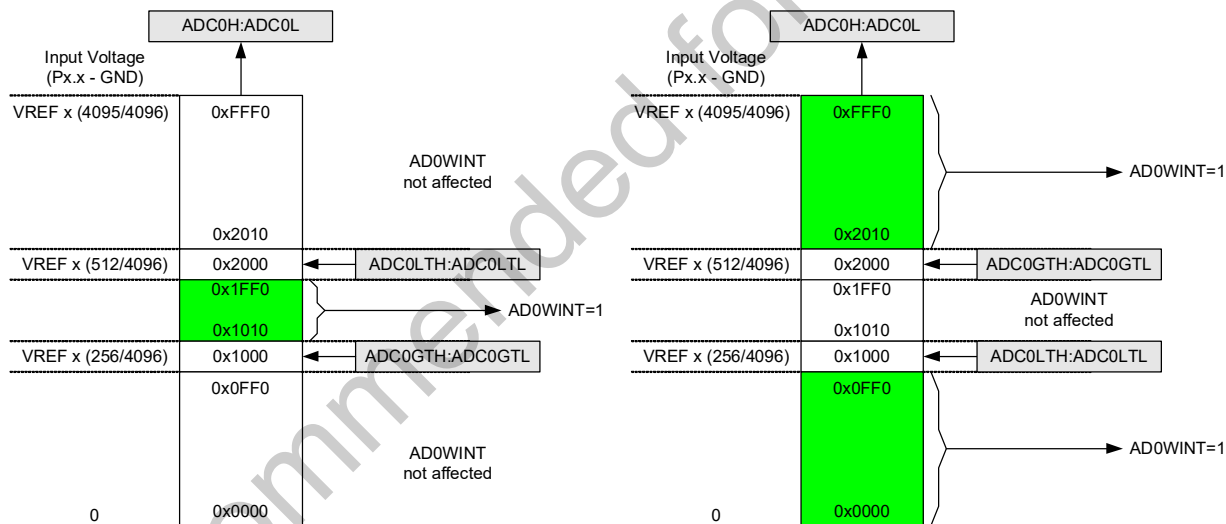 ADC0H:ADC0L
Input Voltage
(Px.x - GND)
VREF x (4095/4096)
0xFFF0
AD0WINT
not affected
0x2010
VREF x (512/4096)
0x2000
ADC0LTH:ADC0LTL
0x1FF0
AD0WINT=1
0x1010
VREF x (256/4096)
0x1000
ADC0GTH:ADC0GTL
0x0FF0
AD0WINT
not affected
0
0x0000
ADC0H:ADC0L
Input Voltage
(Px.x - GND)
VREF x (4095/4096)
0xFFF0
AD0WINT=1
0x2010
VREF x (512/4096)
0x2000
ADC0GTH:ADC0GTL
0x1FF0
AD0WINT
not affected
0x1010
VREF x (256/4096)
0x1000
ADC0LTH:ADC0LTL
0x0FF0
AD0WINT=1
0
0x0000
ommended for